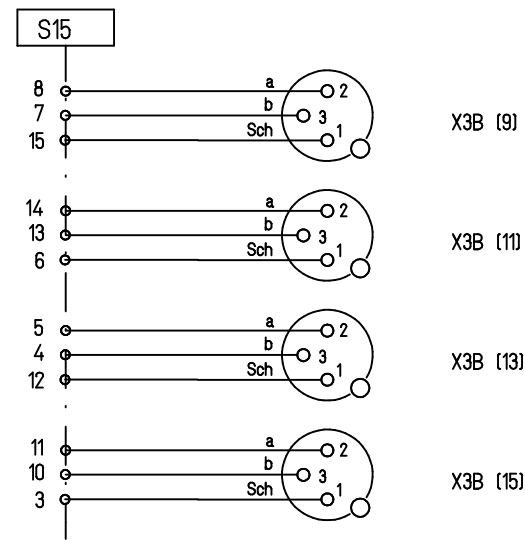 S15
8 a 2
7 b 3 X3B (9)
15 Sch 1
14 a 2
13 b 3 X3B (11)
6 Sch 1
5 a 2
4 b 3 X3B (13)
12 Sch 1
11 a 2
10 b 3 X3B (15)
3 Sch 1